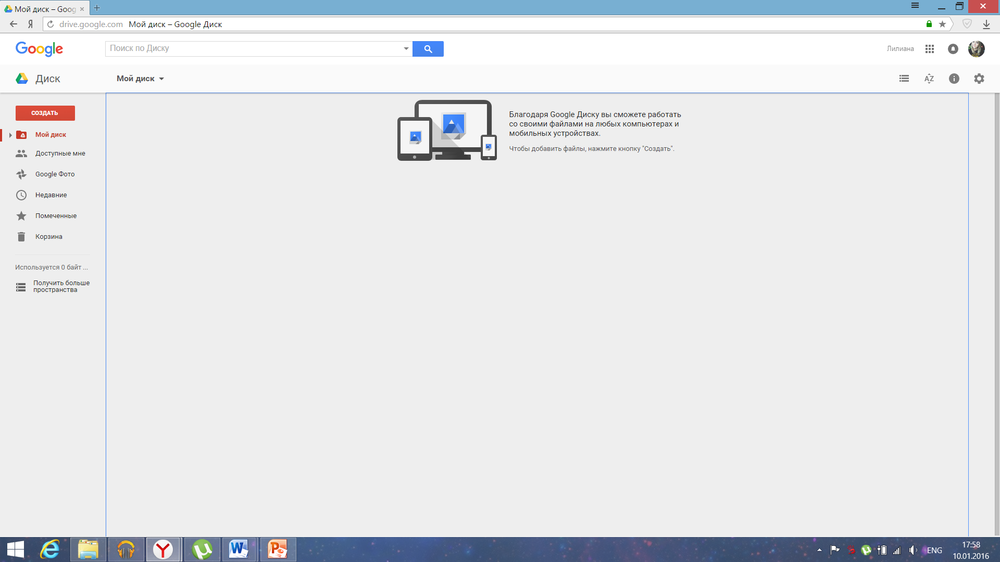 Мой диск – Goog
drive.google.com Мой диск – Google Диск
Google
Поиск по Диску
Лилиана
Диск
Мой диск
AZ
СОЗДАТЬ
Мой диск
Доступные мне
Google Фото
Недавние
Помеченные
Корзина
Используется 0 байт ...
Получить больше
пространства
Благодаря Google Диску вы сможете работать
со своими файлами на любых компьютерах и
мобильных устройствах.
Чтобы добавить файлы, нажмите кнопку "Создать".
ENG
17:58
10.01.2016